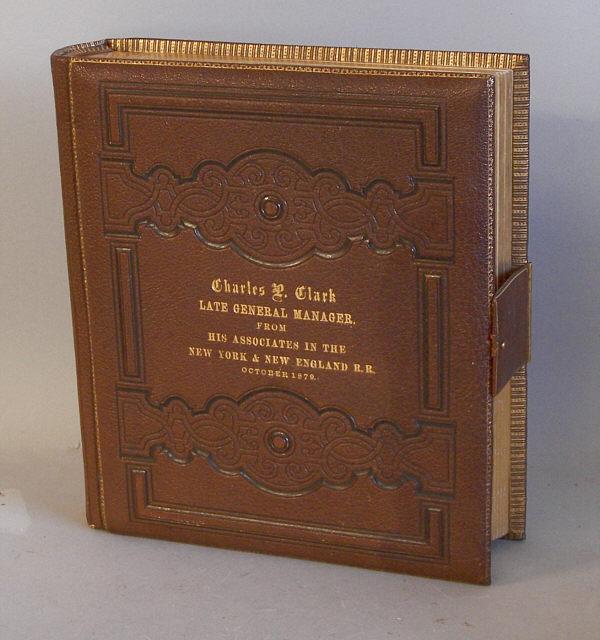 Charles P. Clark
LATE GENERAL MANAGER.
FROM
HIS ASSOCIATES IN THE
NEW YORK & NEW ENGLAND R.R.
OCTOBER 1879.